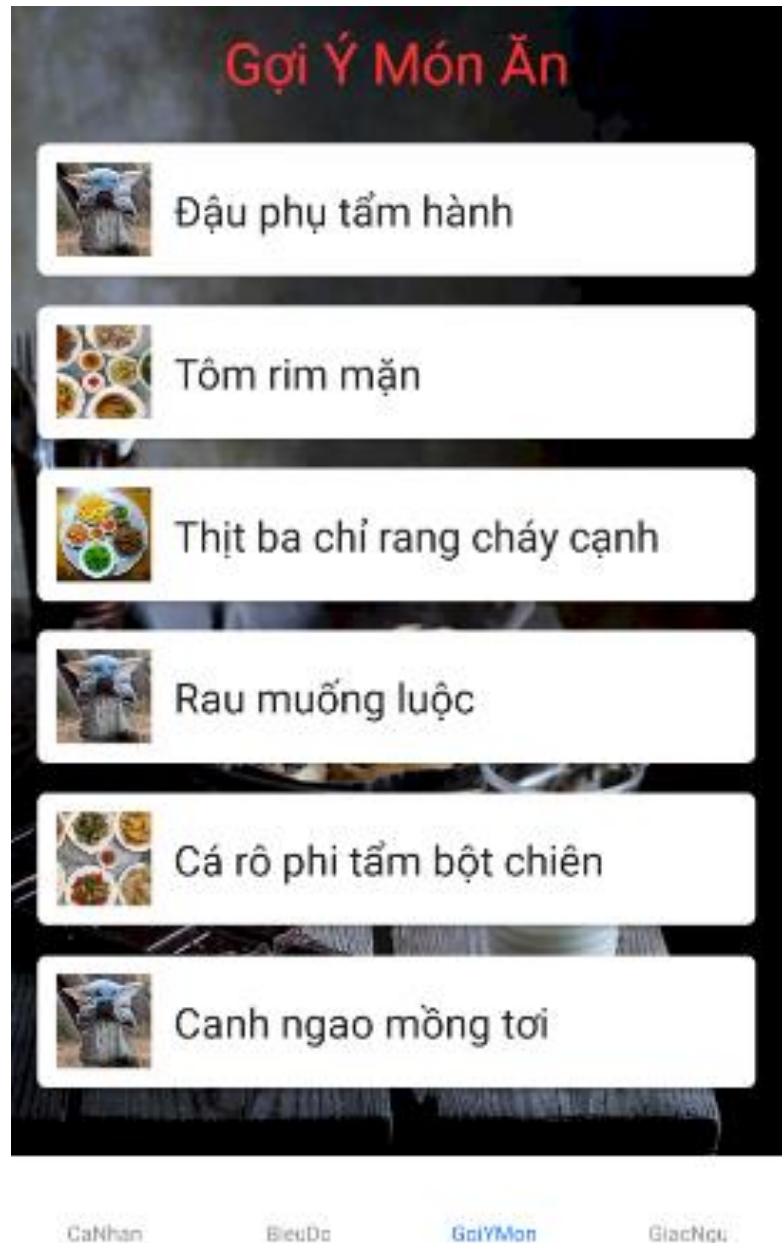 Gợi Ý Món Ăn
Đậu phụ tẩm hành
Tôm rim mặn
Thịt ba chỉ rang cháy cạnh
Rau muống luộc
Cá rô phi tẩm bột chiên
Canh ngao mồng tơi
CaNhan BieuDo GoiYMon GiacNgu